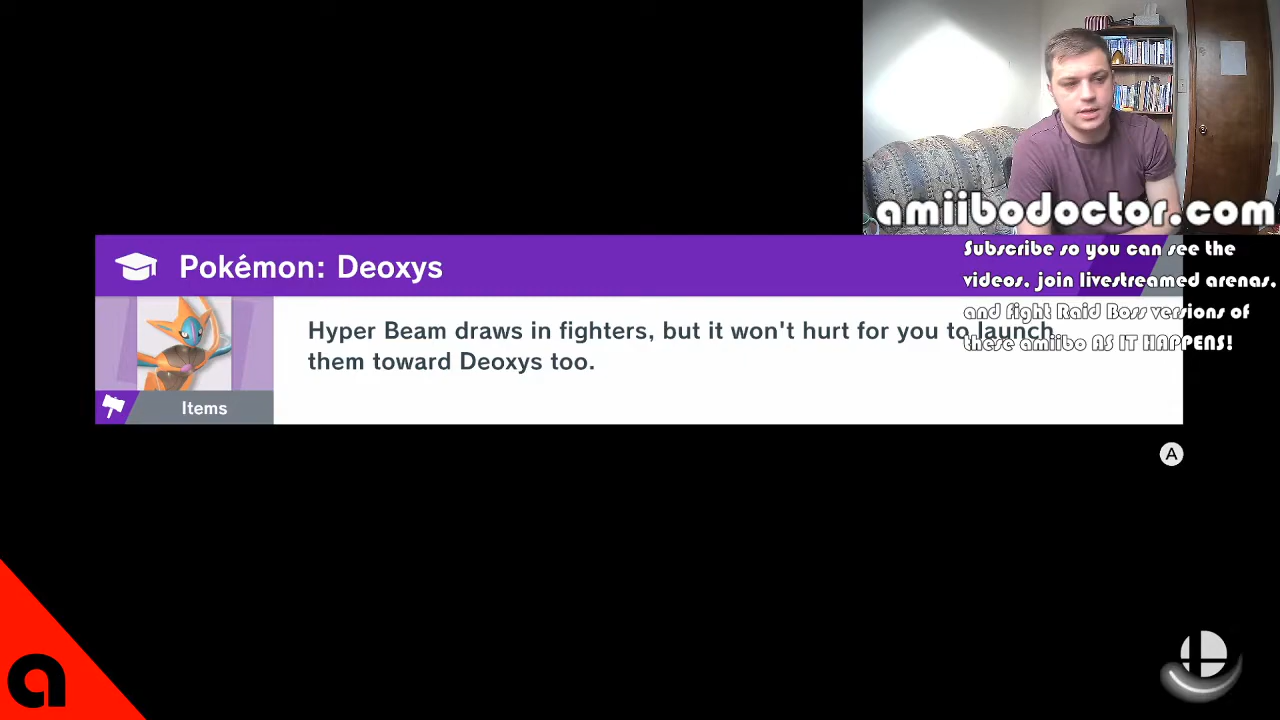 amiibodoctor.com
Subscribe so you can see the
videos, join livestreamed arenas,
and fight Raid Boss versions of
these amiibo AS IT HAPPENS!
Pokémon: Deoxys
Hyper Beam draws in fighters, but it won't hurt for you to launch
them toward Deoxys too.
Items
A
a